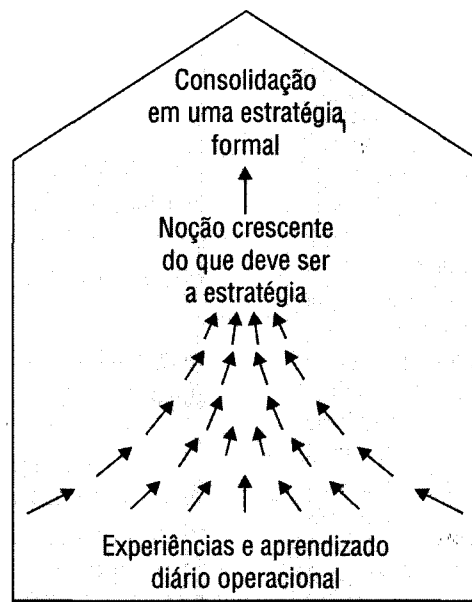 Consolidação
em uma estratégia
formal
Noção crescente
do que deve ser
a estratégia
Experiências e aprendizado
diário operacional